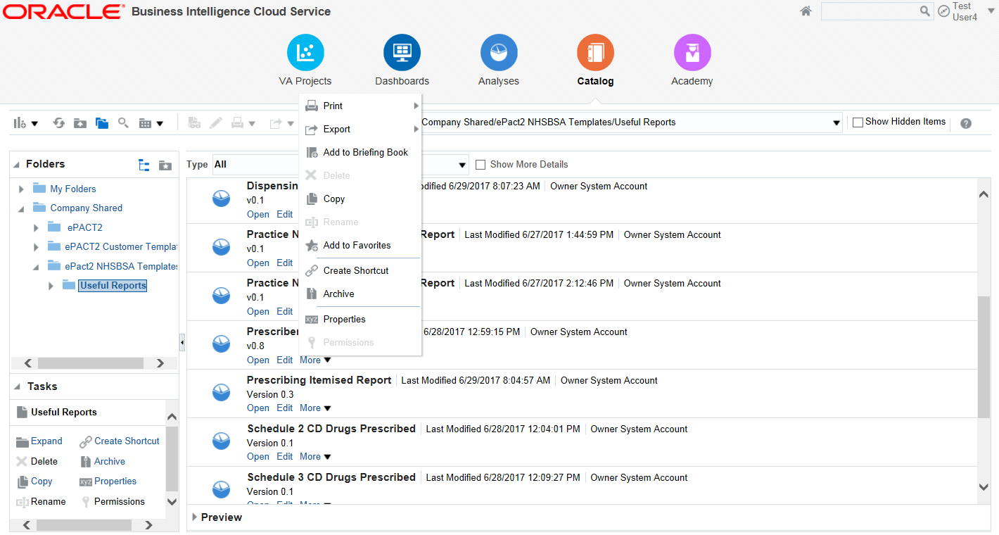 ORACLE Business Intelligence Cloud Service
Test
User4
VA Projects Dashboards Analyses Catalog Academy
Company Shared/ePact2 NHSBSA Templates/Useful Reports
Show Hidden Items
Print
Export
Add to Briefing Book
Delete
Copy
Rename
Add to Favorites
Create Shortcut
Archive
xyz Properties
Permissions
Folders
My Folders
Company Shared
ePACT2
ePACT2 Customer Templa
ePact2 NHSBSA Templates
Useful Reports
Tasks
Useful Reports
Expand Create Shortcut
Delete Archive
Copy xyz Properties
Rename Permissions
Type All Show More Details
Dispensin odified 6/29/2017 8:07:23 AM Owner System Account
v0.1
Open Edit
Practice N Report Last Modified 6/27/2017 1:44:59 PM Owner System Account
v0.1
Open Edit
Practice N Report Last Modified 6/27/2017 2:12:46 PM Owner System Account
v0.1
Open Edit
Prescriber 6/28/2017 12:59:15 PM Owner System Account
v0.8
Open Edit More
Prescribing Itemised Report Last Modified 6/29/2017 8:04:57 AM Owner System Account
Version 0.3
Open Edit More
Schedule 2 CD Drugs Prescribed Last Modified 6/28/2017 12:04:01 PM Owner System Account
Version 0.1
Open Edit More
Schedule 3 CD Drugs Prescribed Last Modified 6/28/2017 12:09:27 PM Owner System Account
Version 0.1
Open Edit More
Preview